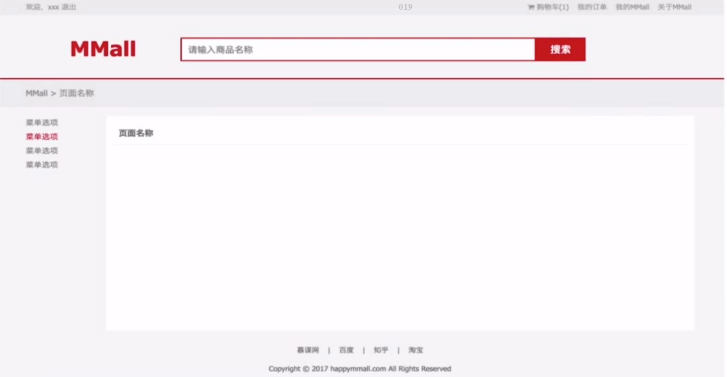 欢迎, xxx 退出 019 购物车(1) 我的订单 我的MMall 关于MMall
MMall 请输入商品名称 搜索
MMall > 页面名称
菜单选项
菜单选项
菜单选项
菜单选项
页面名称
慕课网 | 百度 | 知乎 | 淘宝
Copyright © 2017 happymmall.com All Rights Reserved